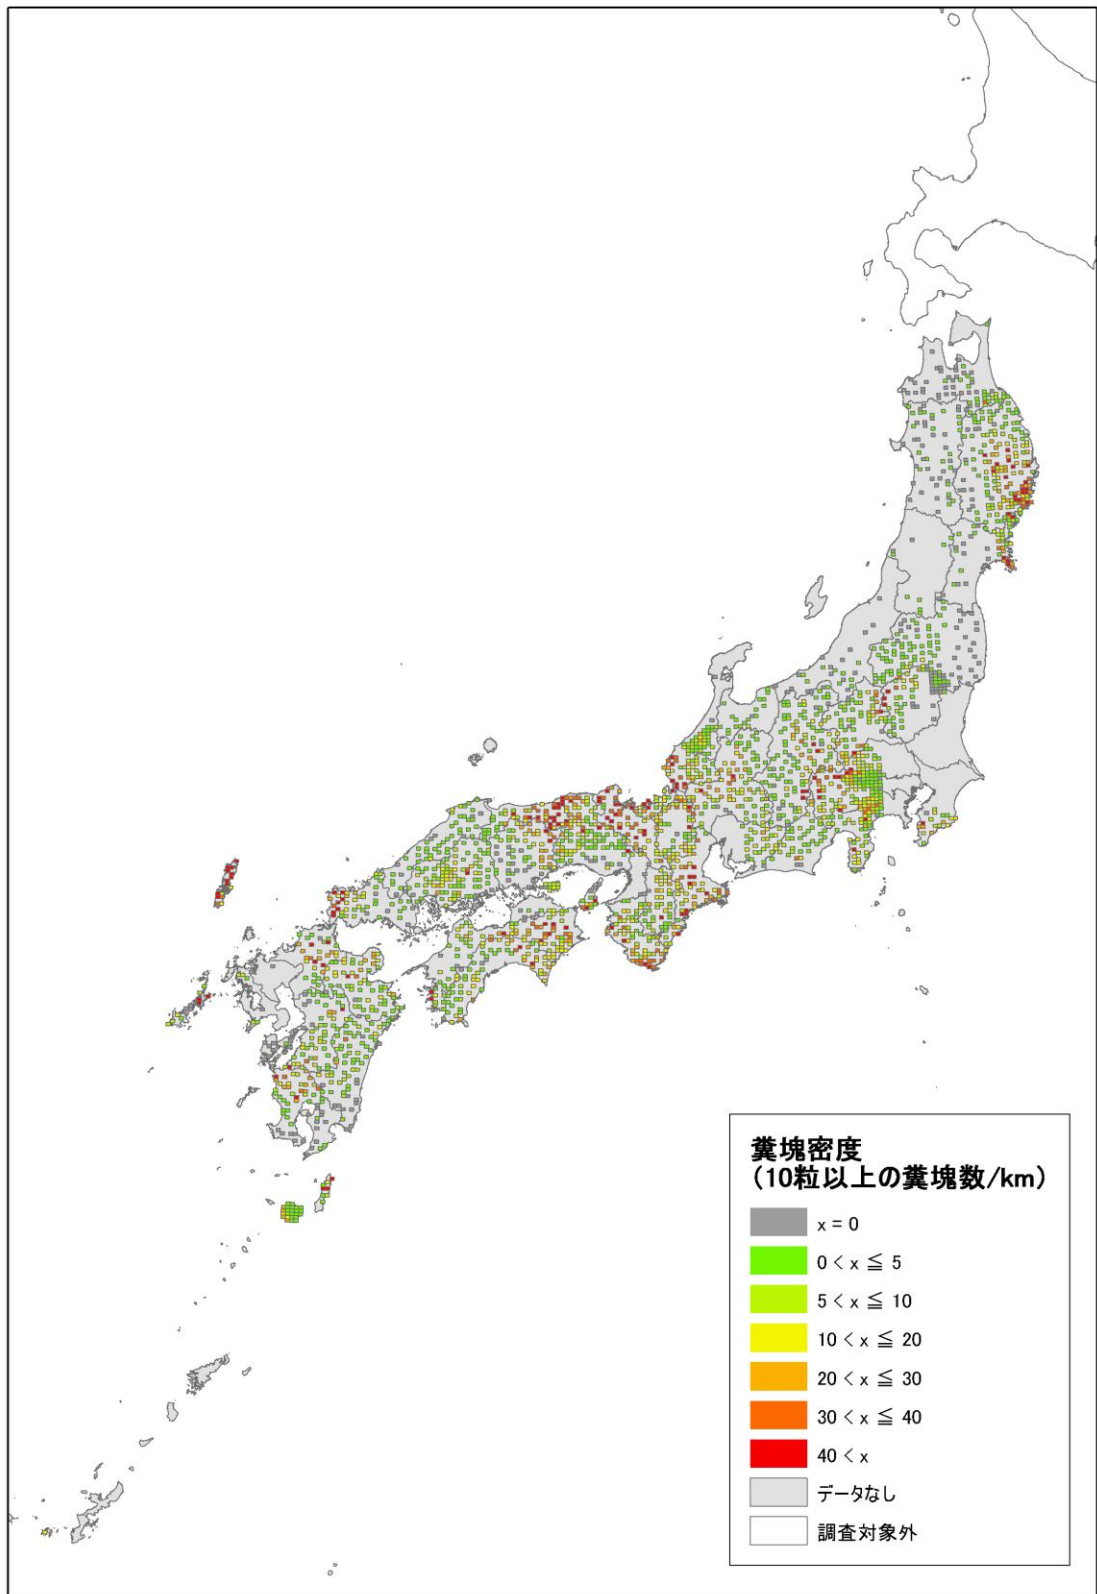 糞塊密度
（10粒以上の糞塊数/km）
x = 0
0 < x ≦ 5
5 < x ≦ 10
10 < x ≦ 20
20 < x ≦ 30
30 < x ≦ 40
40 < x
データなし
調査対象外